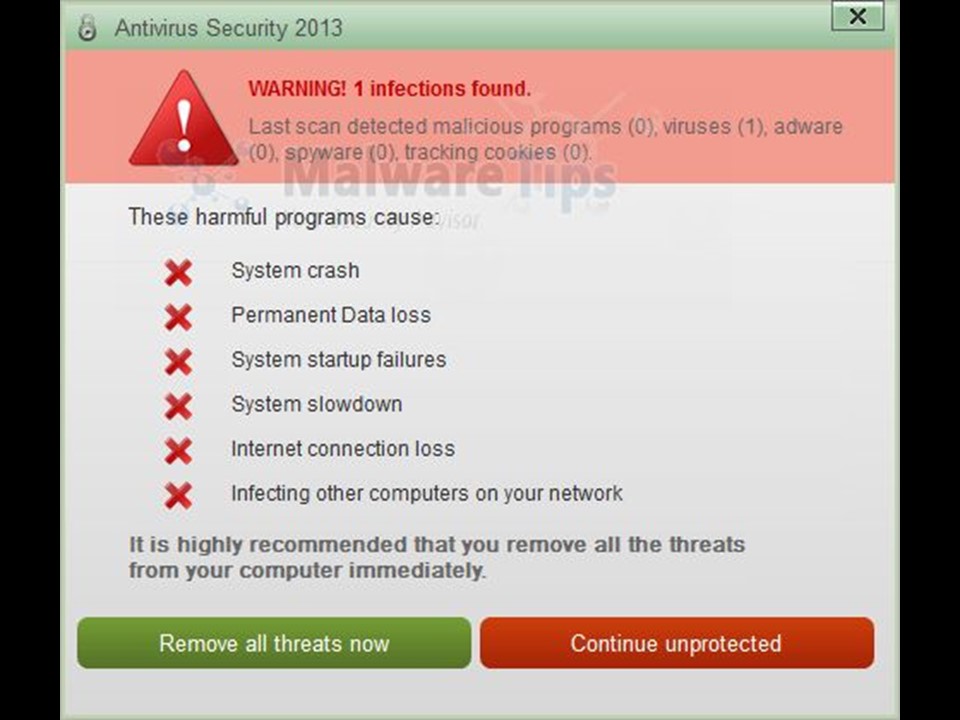 Antivirus Security 2013
WARNING! 1 infections found.
Last scan detected malicious programs (0), viruses (1), adware
(0), spyware (0), tracking cookies (0).
MalwareTips
These harmful programs cause:
System crash
Permanent Data loss
System startup failures
System slowdown
Internet connection loss
Infecting other computers on your network
It is highly recommended that you remove all the threats
from your computer immediately.
Remove all threats now
Continue unprotected